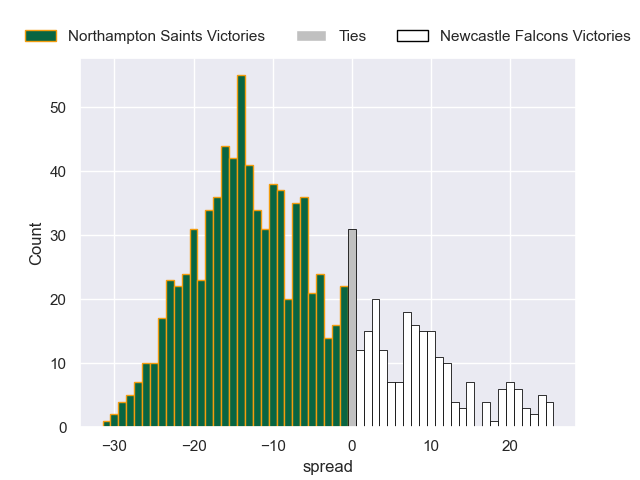 Northampton Saints Victories Ties Newcastle Falcons Victories
50
40
30
20
10
0
Count
−30 −20 −10 0 10 20
spread